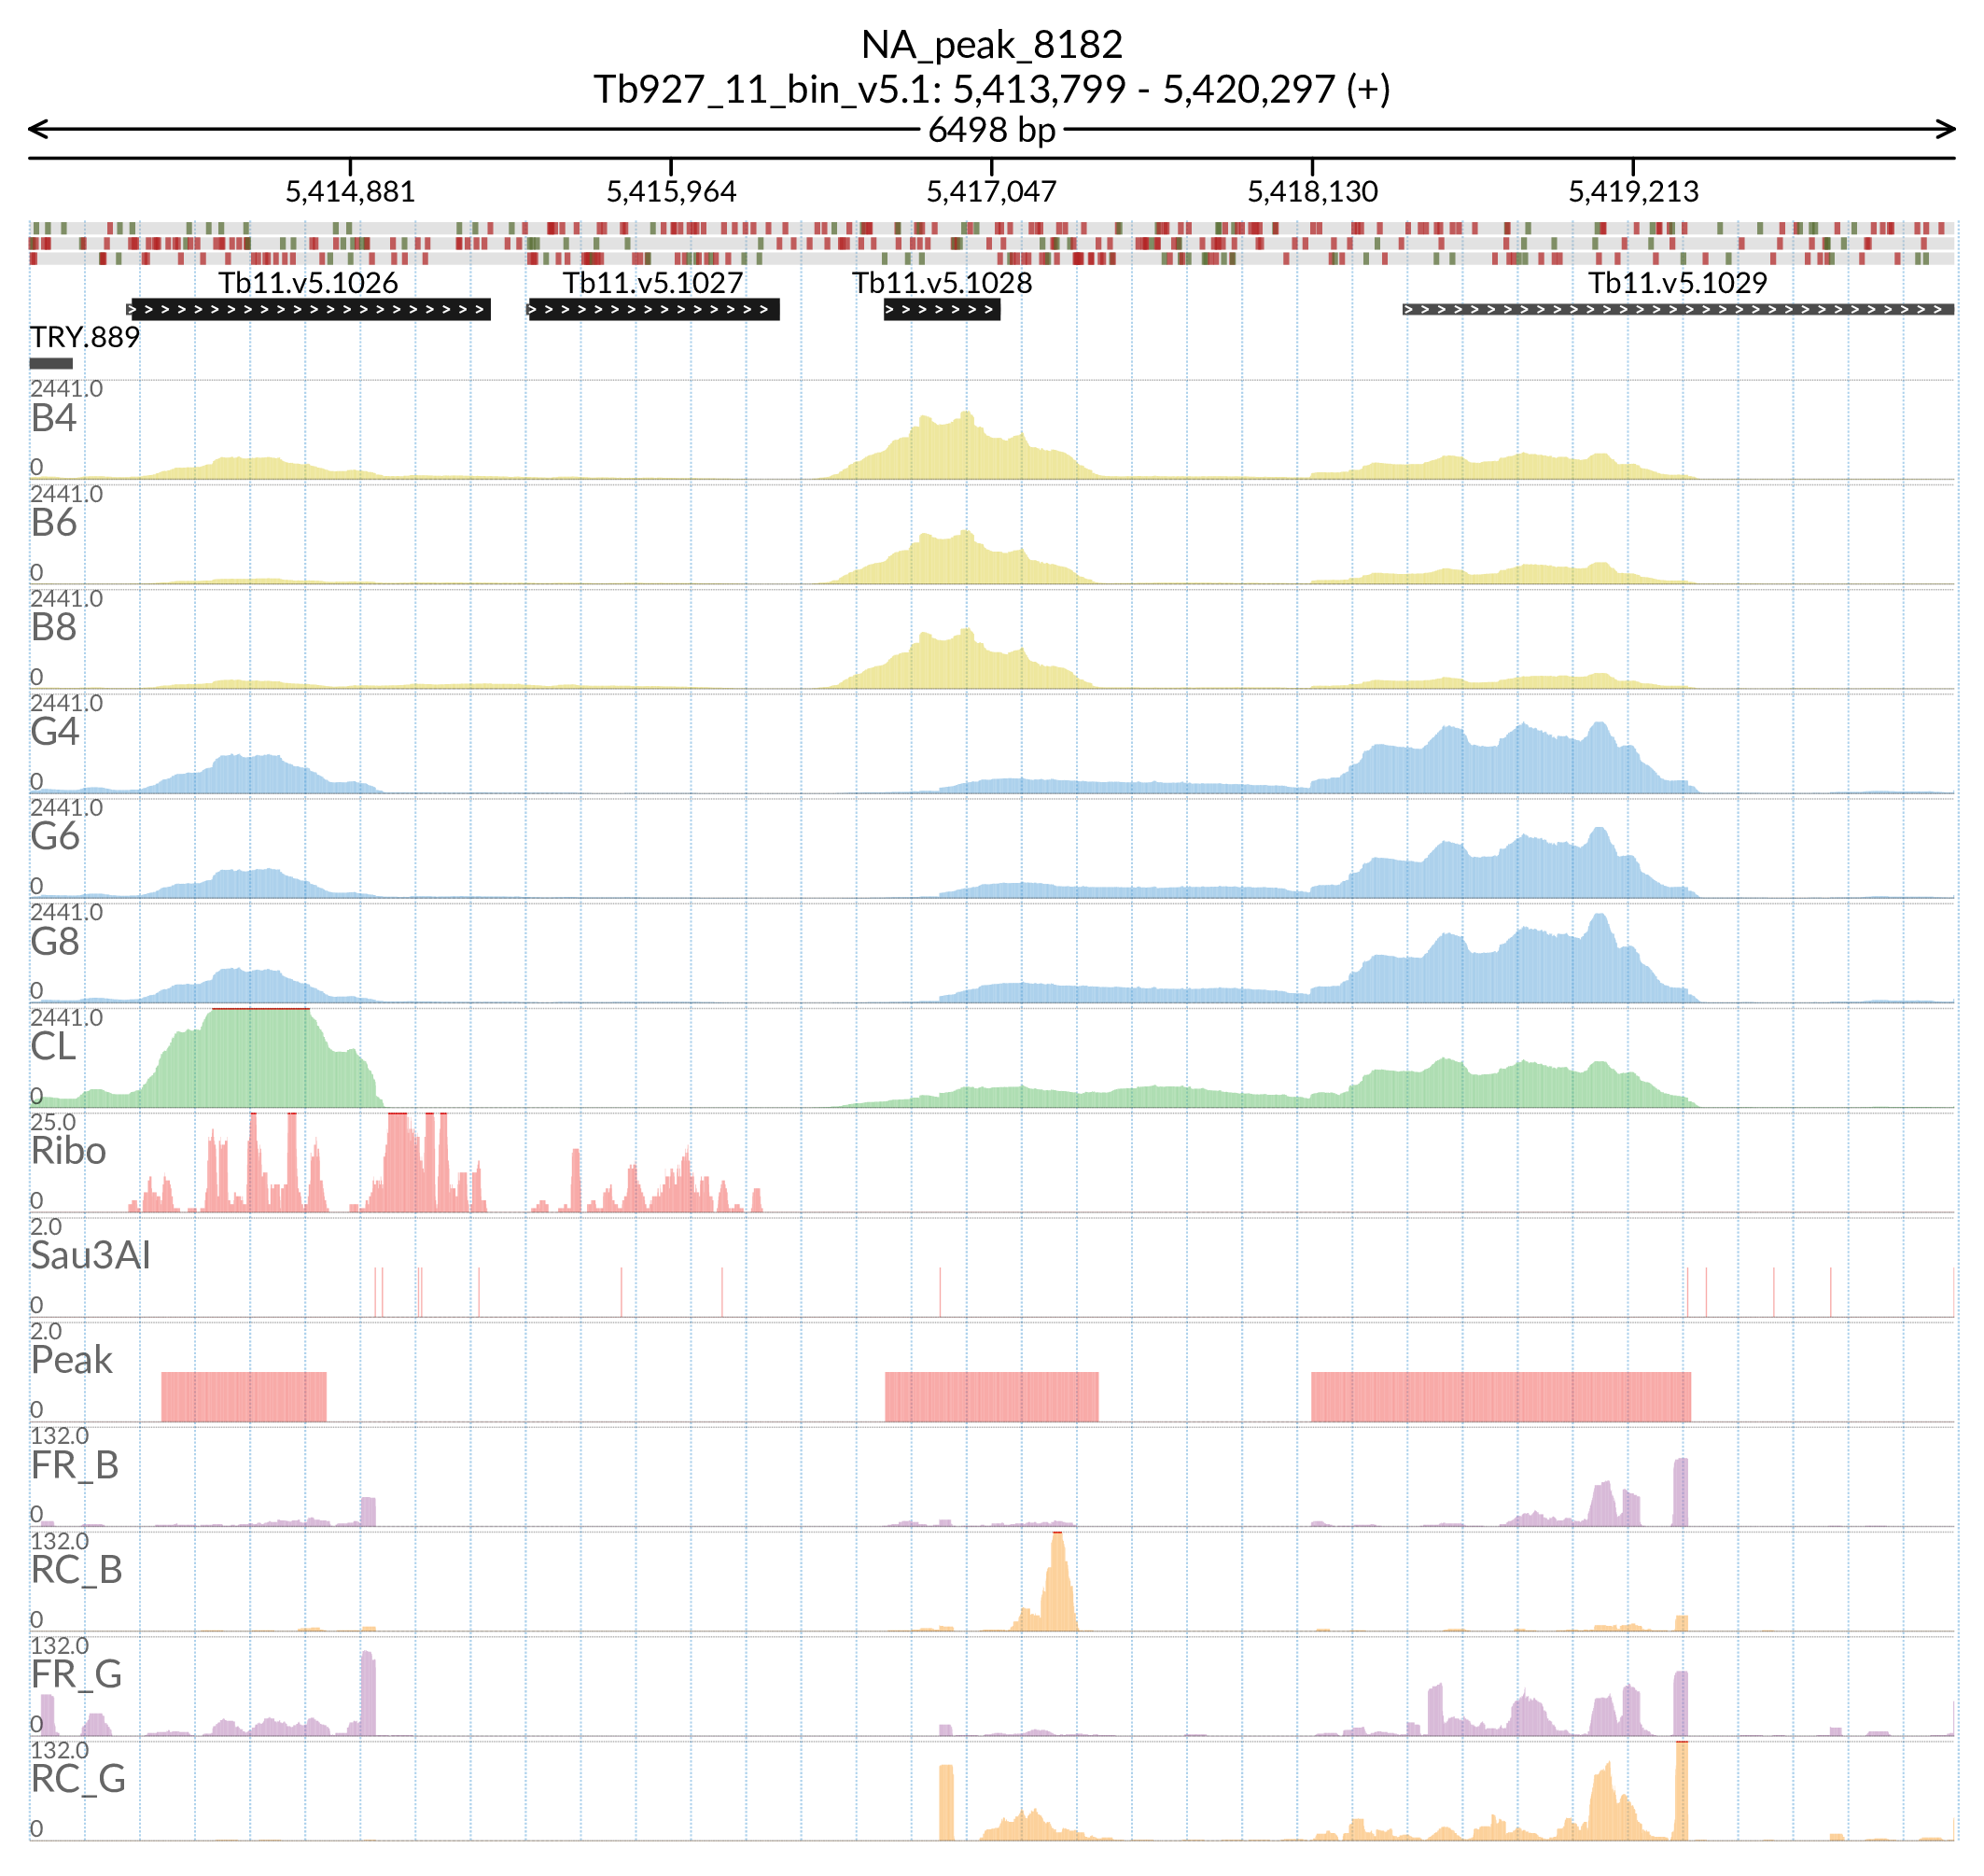 NA_peak_8182
Tb927_11_bin_v5.1: 5,413,799 - 5,420,297 (+)
6498 bp
5,414,881 5,415,964 5,417,047 5,418,130 5,419,213
Tb11.v5.1026 Tb11.v5.1027 Tb11.v5.1028 Tb11.v5.1029
TRY.889
2441.0
B4
0
2441.0
B6
0
2441.0
B8
0
2441.0
G4
0
2441.0
G6
0
2441.0
G8
0
2441.0
CL
0
25.0
Ribo
0
2.0
Sau3AI
0
2.0
Peak
0
132.0
FR_B
0
132.0
RC_B
0
132.0
FR_G
0
132.0
RC_G
0